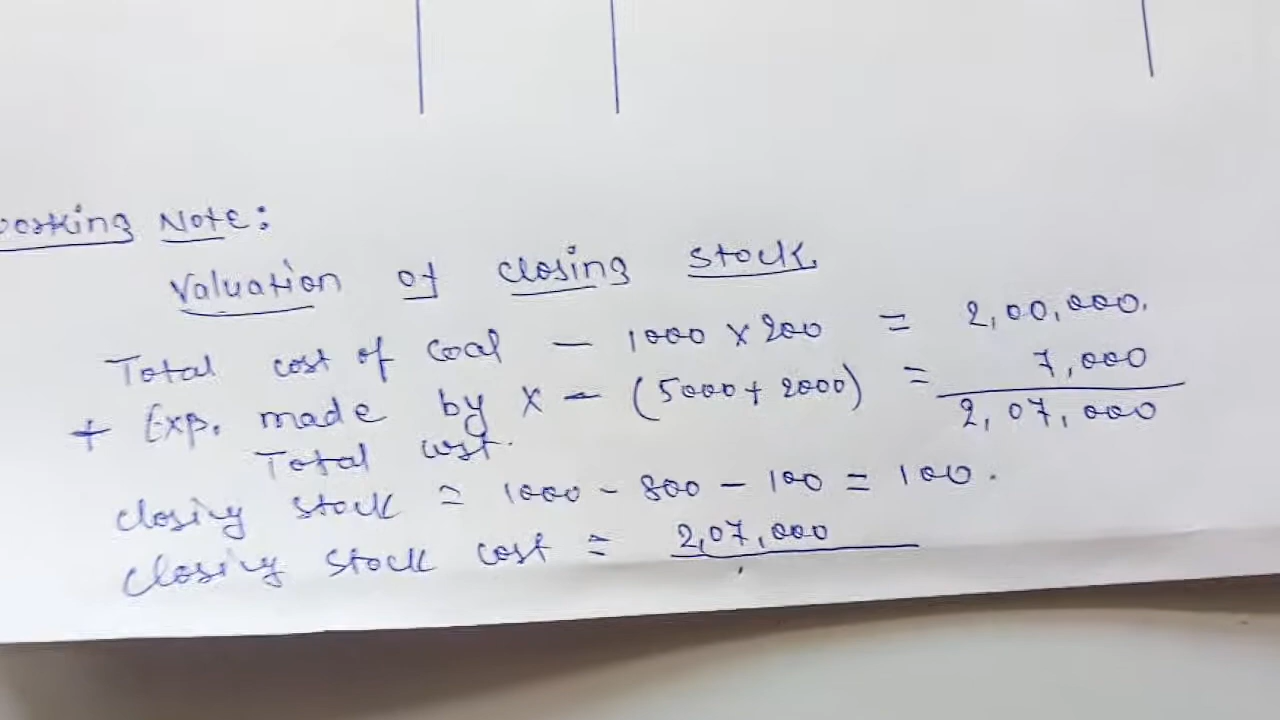 Working Note:
Valuation of closing stock
Total cost of coal — 1000 × 200 = 2,00,000.
+ Exp. made by X — (5000 + 2000) = 7,000
Total cost. 2,07,000
closing stock = 1000 - 800 - 100 = 100.
closing stock cost = 2,07,000